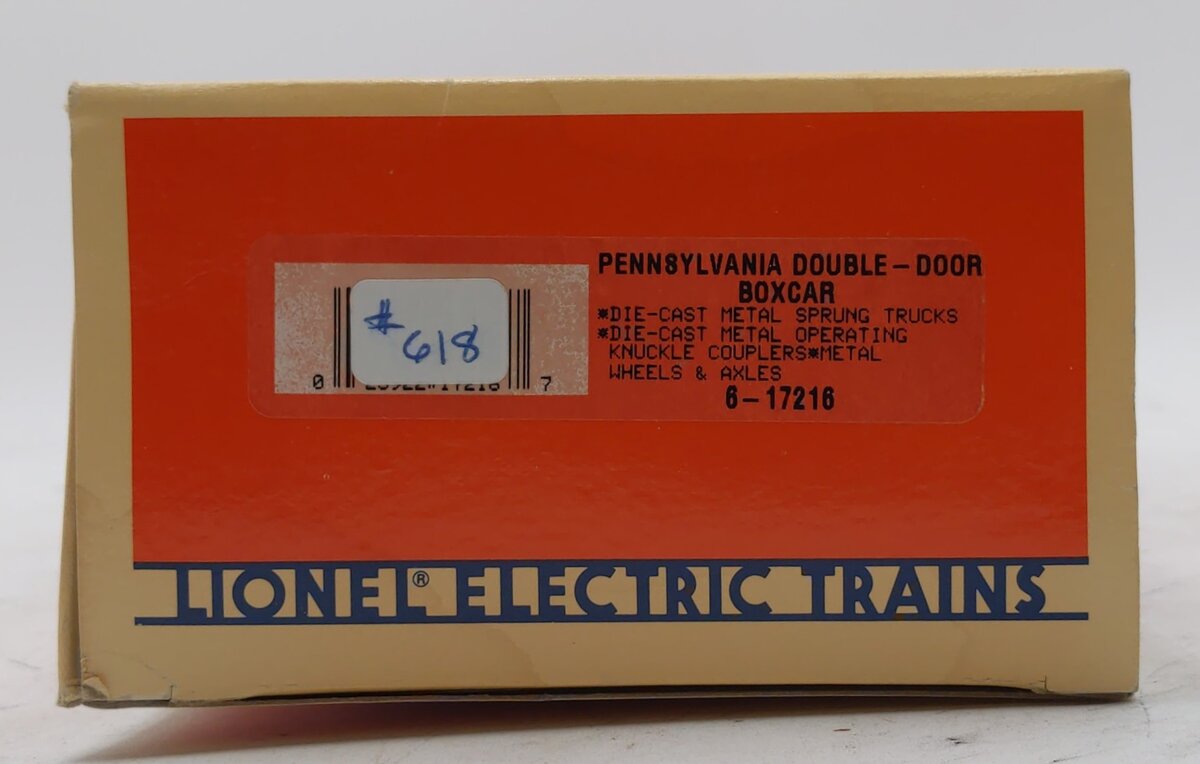 PENNSYLVANIA DOUBLE-DOOR
BOXCAR
*DIE-CAST METAL SPRUNG TRUCKS
*DIE-CAST METAL OPERATING
KNUCKLE COUPLERS*METAL
WHEELS & AXLES
6-17216
#
618
0 7
LIONEL® ELECTRIC TRAINS